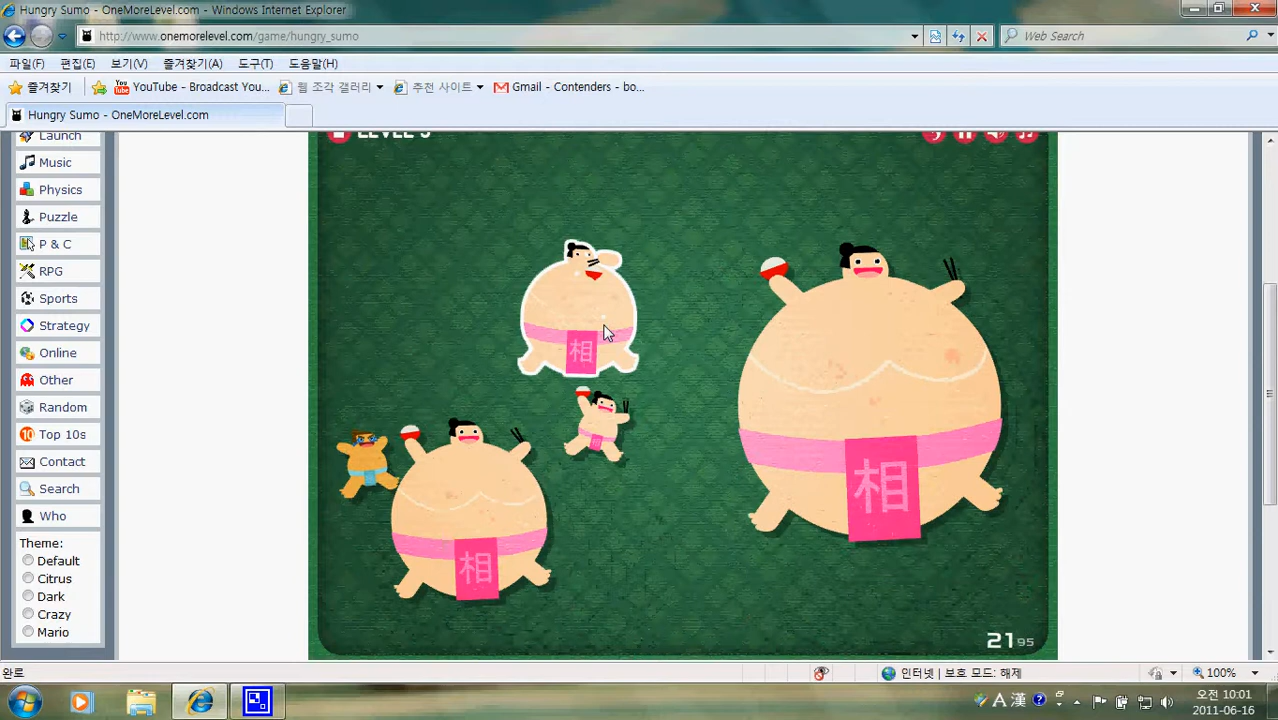 Hungry Sumo - OneMoreLevel.com - Windows Internet Explorer
http://www.onemorelevel.com/game/hungry_sumo
Web Search
파일(F) 편집(E) 보기(V) 즐겨찾기(A) 도구(T) 도움말(H)
즐겨찾기 YouTube - Broadcast You... 웹 조각 갤러리 추천 사이트 Gmail - Contenders - bo...
Hungry Sumo - OneMoreLevel.com
Launch
Music
Physics
Puzzle
P & C
RPG
Sports
Strategy
Online
Other
Random
Top 10s
Contact
Search
Who
Theme:
Default
Citrus
Dark
Crazy
Mario
相
相
相
21 95
완료
인터넷 | 보호 모드: 해제
100%
A 漢
오전 10:01
2011-06-16